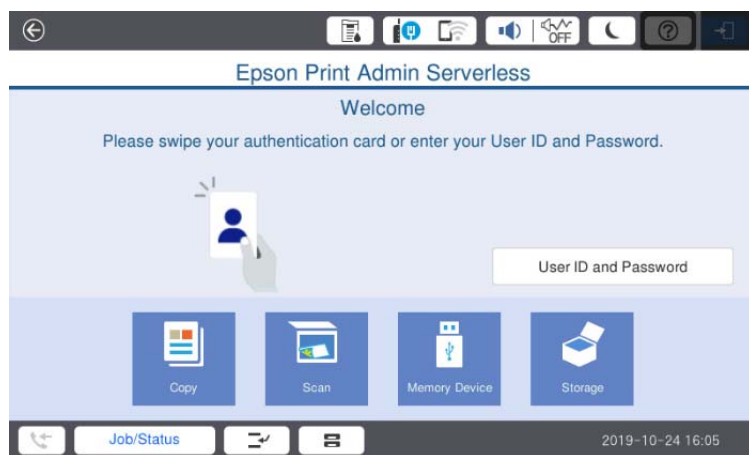 OFF
Epson Print Admin Serverless
Welcome
Please swipe your authentication card or enter your User ID and Password.
User ID and Password
Copy
Scan
Memory Device
Storage
Job/Status
2019-10-24 16:05